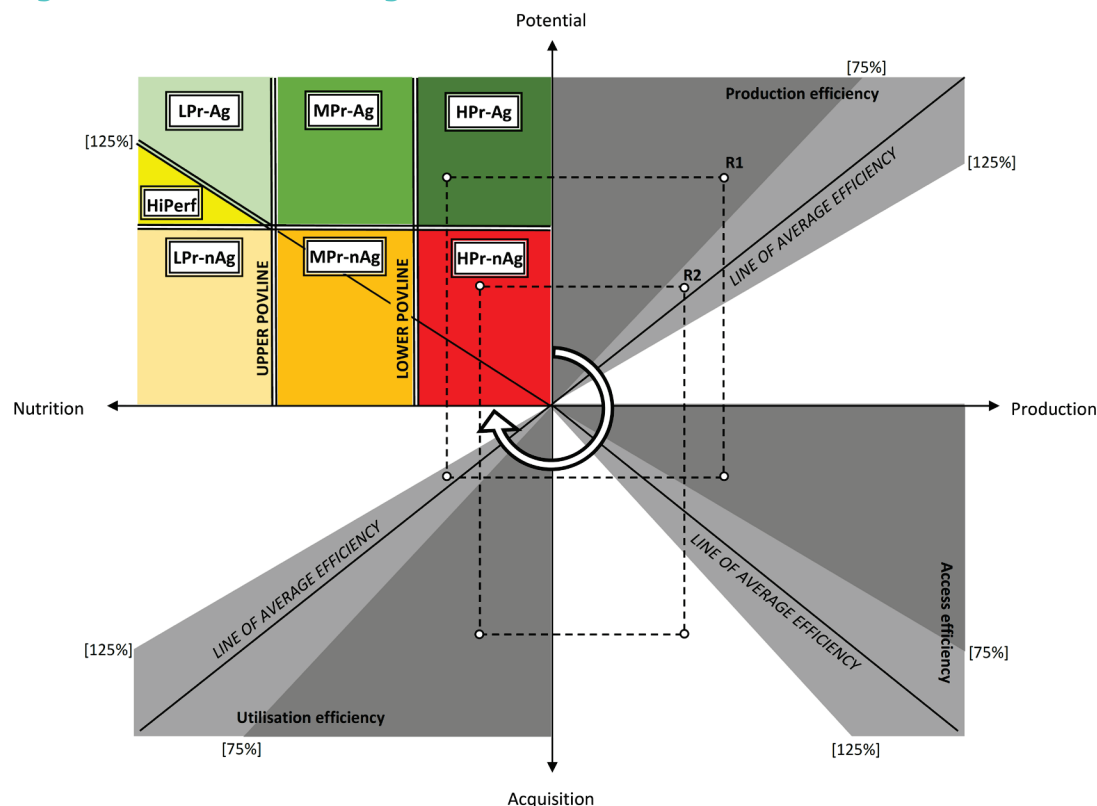 Potential
[75%]
Production efficiency
LPr-Ag
MPr-Ag
HPr-Ag
[125%]
R1
[125%]
LINE OF AVERAGE EFFICIENCY
HiPerf
LPr-nAg
MPr-nAg
HPr-nAg
R2
UPPER POVLINE
LOWER POVLINE
Nutrition
Production
LINE OF AVERAGE EFFICIENCY
LINE OF AVERAGE EFFICIENCY
Access efficiency
[125%]
[75%]
Utilisation efficiency
[75%]
[125%]
Acquisition